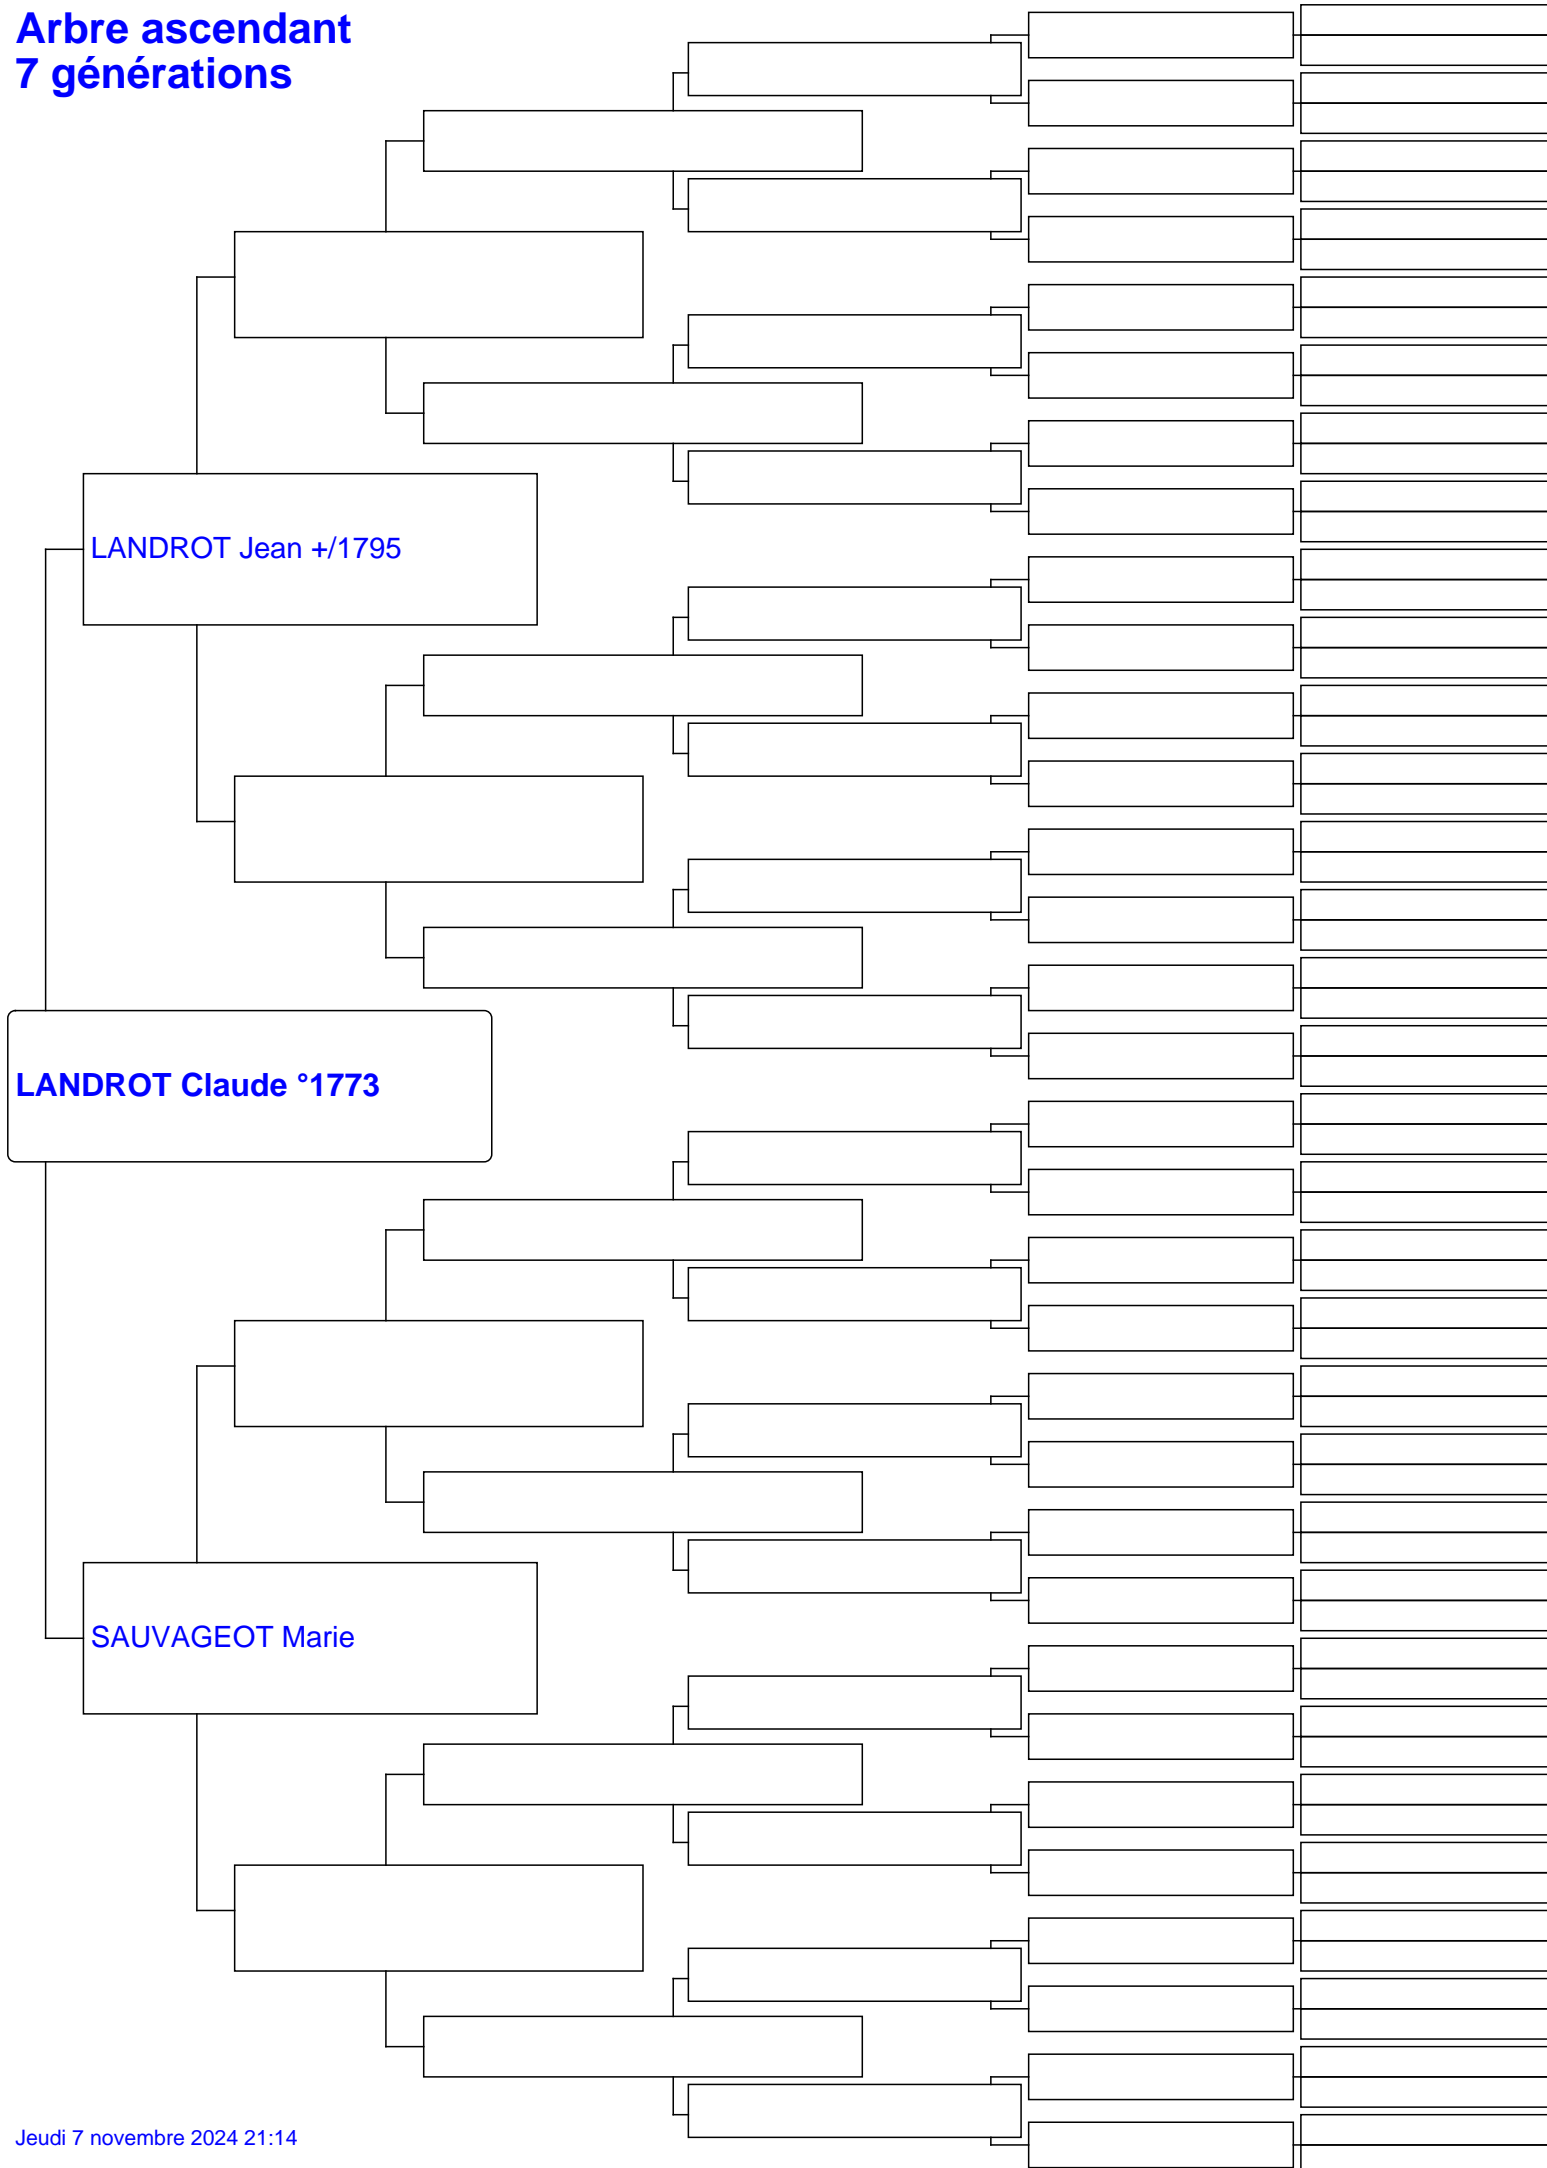 Arbre ascendant
7 générations
LANDROT Jean +/1795
LANDROT Claude °1773
SAUVAGEOT Marie
Jeudi 7 novembre 2024 21:14